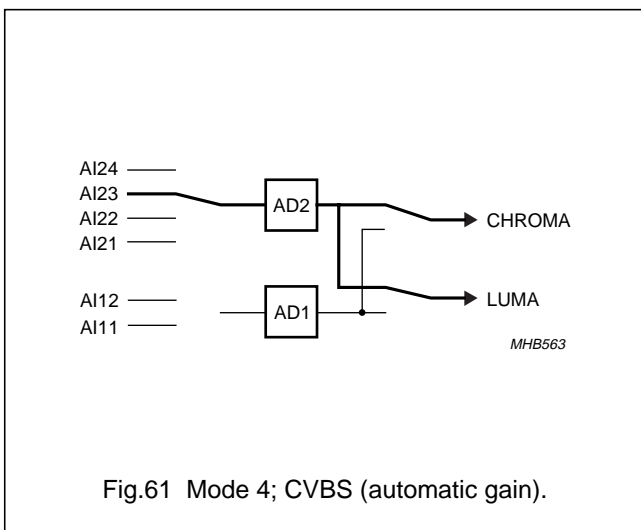 AI24
AI23
AI22
AI21
AD2
CHROMA
AI12
AI11
AD1
LUMA
MHB563
Fig.61 Mode 4; CVBS (automatic gain).